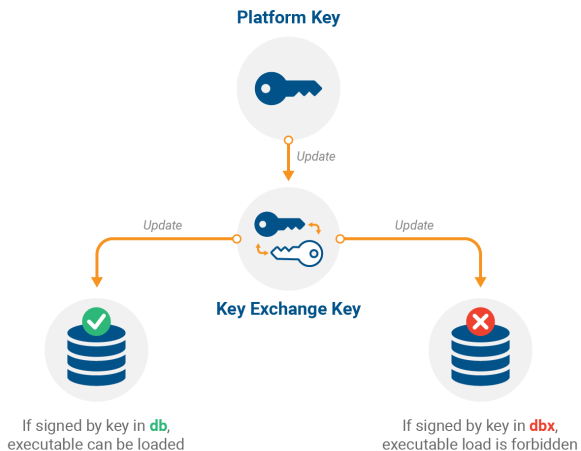 Platform Key
Update
Update
Update
Key Exchange Key
If signed by key in db,
executable can be loaded
If signed by key in dbx,
executable load is forbidden